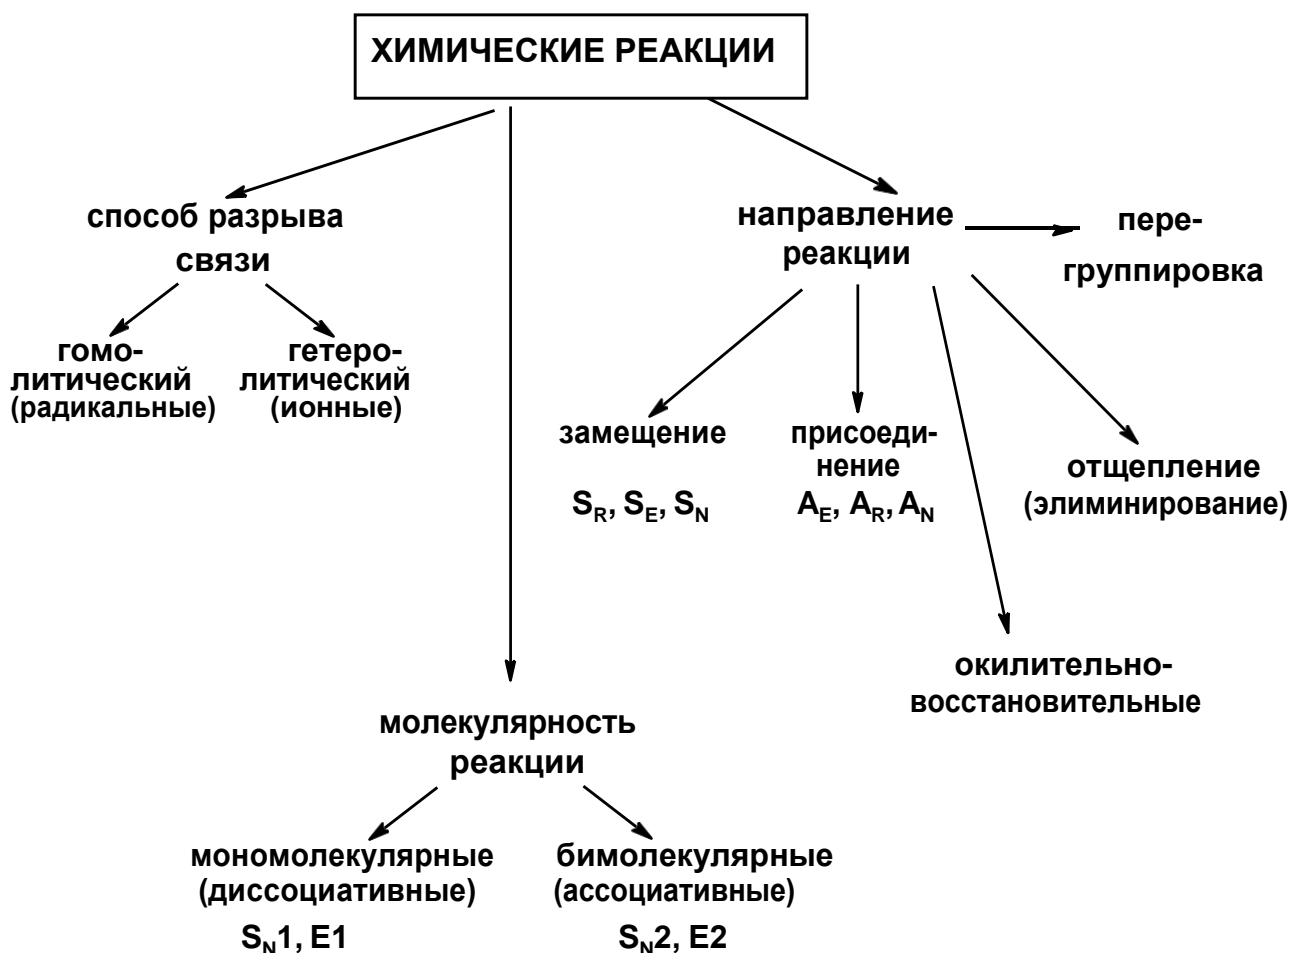 ХИМИЧЕСКИЕ РЕАКЦИИ
способ разрыва
связи
гомо-
литический
(радикальные)
гетеро-
литический
(ионные)
направление
реакции
пере-
группировка
замещение
S_R, S_E, S_N
присоеди-
нение
A_E, A_R, A_N
отщепление
(элиминирование)
окилительно-
восстановительные
молекулярность
реакции
мономолекулярные
(диссоциативные)
S_N1, E1
бимолекулярные
(ассоциативные)
S_N2, E2